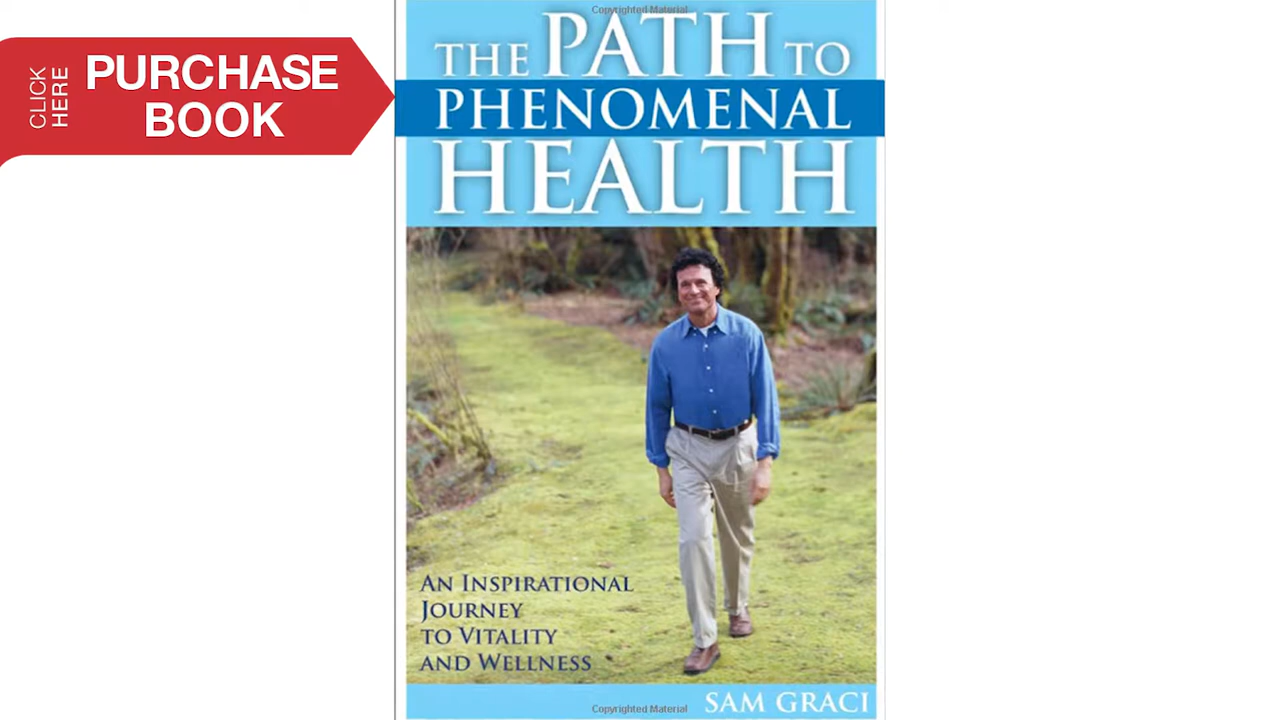 Copyrighted Material
THE PATH TO
PHENOMENAL
HEALTH
CLICK
HERE
PURCHASE
BOOK
AN INSPIRATIONAL
JOURNEY
TO VITALITY
AND WELLNESS
SAM GRACI
Copyrighted Material